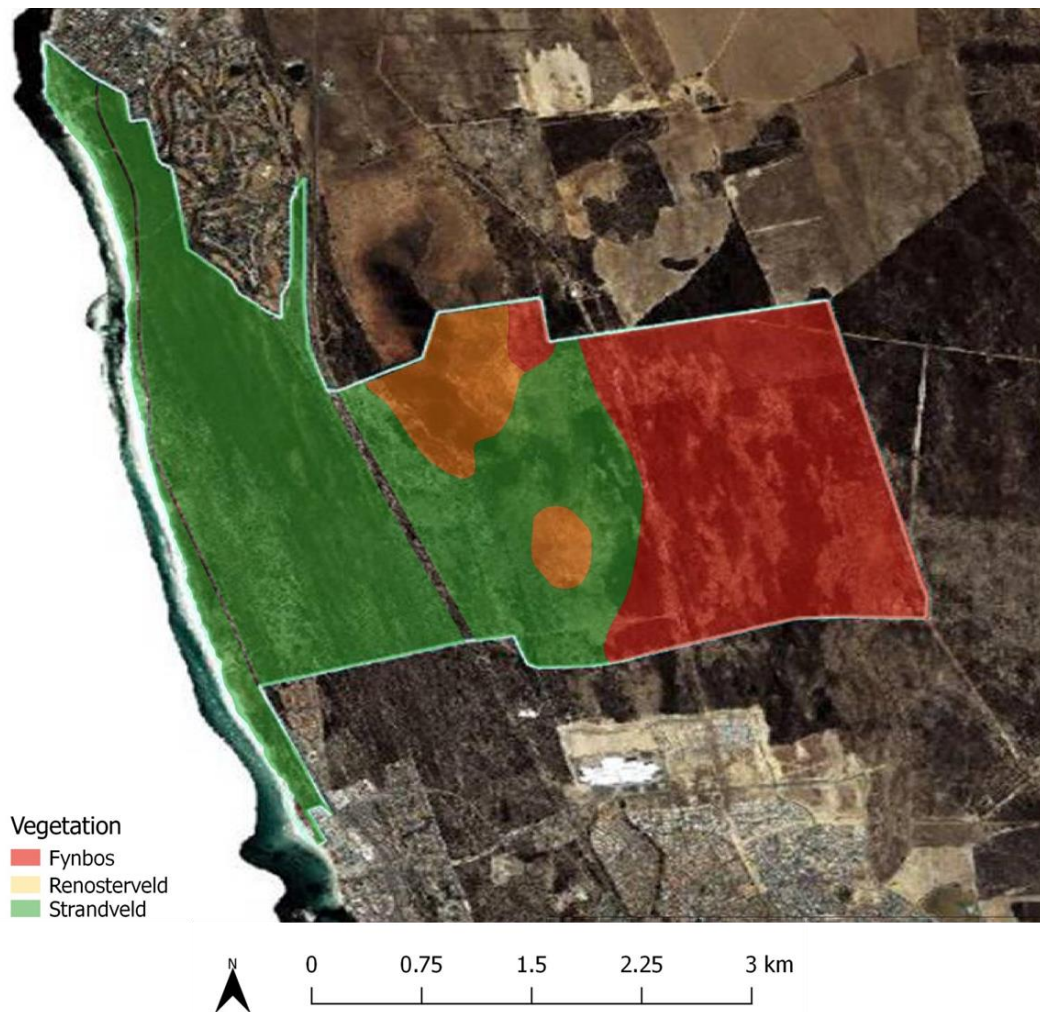 Vegetation
Fynbos
Renosterveld
Strandveld
N
0 0.75 1.5 2.25 3 km